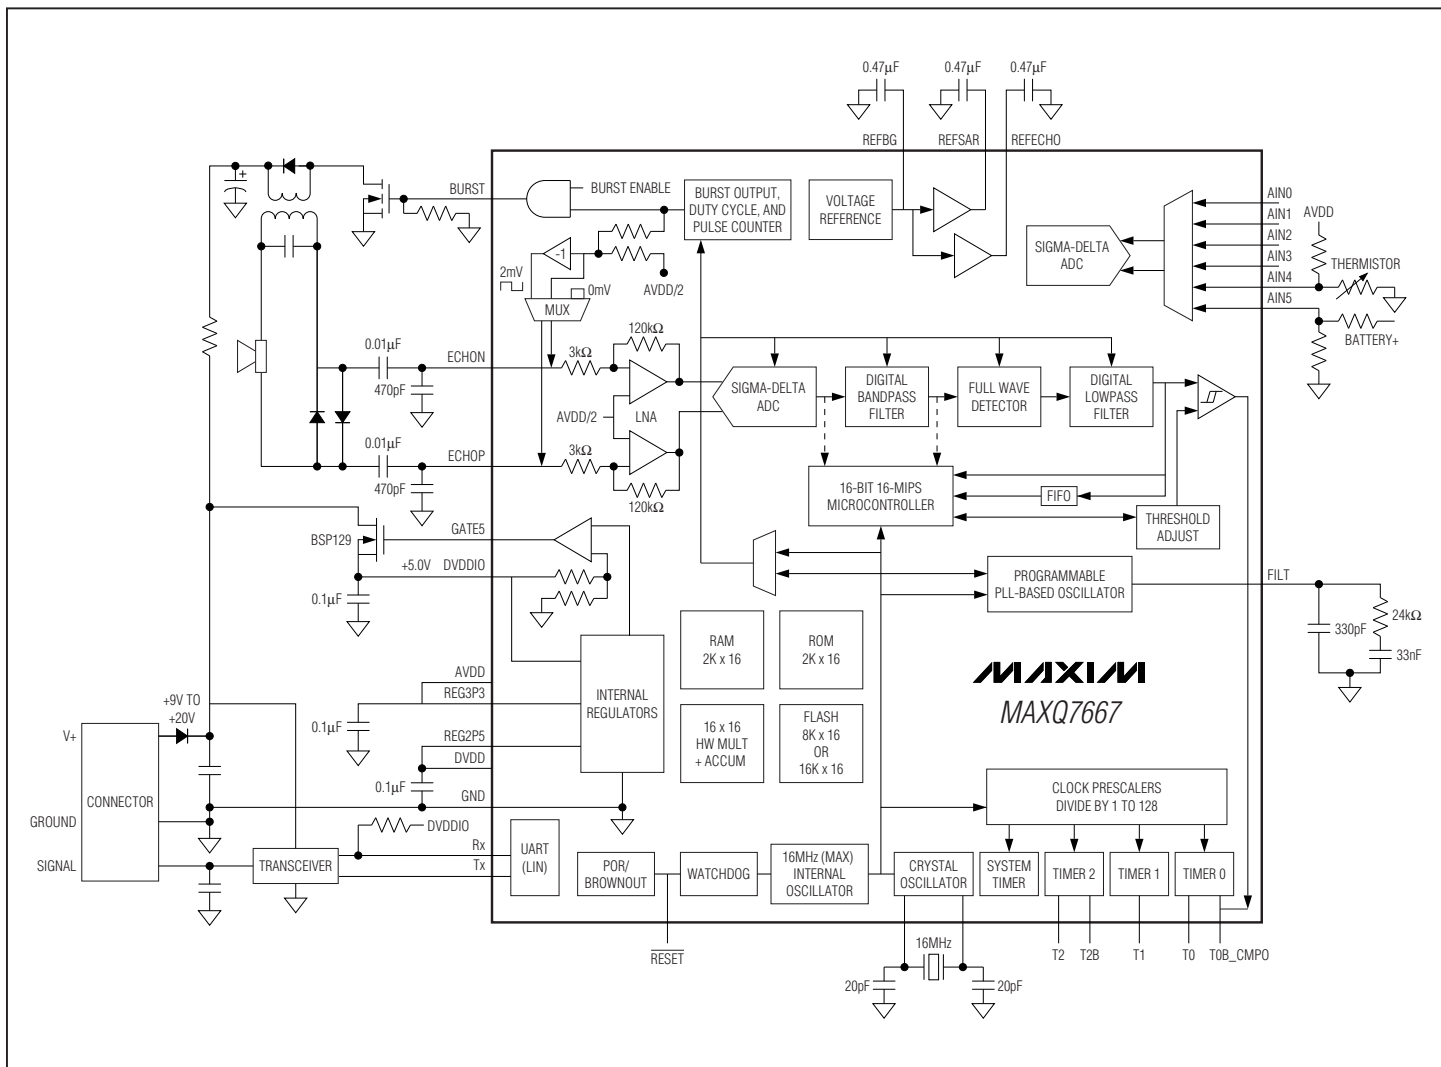 0.47µF
0.47µF
0.47µF
REFBG
REFSAR
REFECHO
+
BURST
BURST ENABLE
BURST OUTPUT,
DUTY CYCLE, AND
PULSE COUNTER
VOLTAGE
REFERENCE
SIGMA-DELTA
ADC
AIN0
AIN1
AIN2
AIN3
AIN4
AIN5
AVDD
THERMISTOR
BATTERY+
-1
2mV
0mV
MUX
AVDD/2
120kΩ
0.01µF
ECHON
3kΩ
470pF
AVDD/2
LNA
0.01µF
ECHOP
3kΩ
470pF
120kΩ
SIGMA-DELTA
ADC
DIGITAL
BANDPASS
FILTER
FULL WAVE
DETECTOR
DIGITAL
LOWPASS
FILTER
16-BIT 16-MIPS
MICROCONTROLLER
FIFO
THRESHOLD
ADJUST
BSP129
GATE5
+5.0V
DVDDIO
0.1µF
PROGRAMMABLE
PLL-BASED OSCILLATOR
FILT
330pF
24kΩ
33nF
RAM
2K x 16
ROM
2K x 16
MAXIM
MAXQ7667
INTERNAL
REGULATORS
16 x 16
HW MULT
+ ACCUM
FLASH
8K x 16
OR
16K x 16
AVDD
REG3P3
0.1µF
+9V TO
+20V
V+
REG2P5
DVDD
0.1µF
GND
CONNECTOR
GROUND
SIGNAL
DVDDIO
Rx
Tx
TRANSCEIVER
UART
(LIN)
CLOCK PRESCALERS
DIVIDE BY 1 TO 128
POR/
BROWNOUT
WATCHDOG
16MHz (MAX)
INTERNAL
OSCILLATOR
CRYSTAL
OSCILLATOR
SYSTEM
TIMER
TIMER 2
TIMER 1
TIMER 0
RESET
16MHz
T2
T2B
T1
T0
T0B_CMPO
20pF
20pF